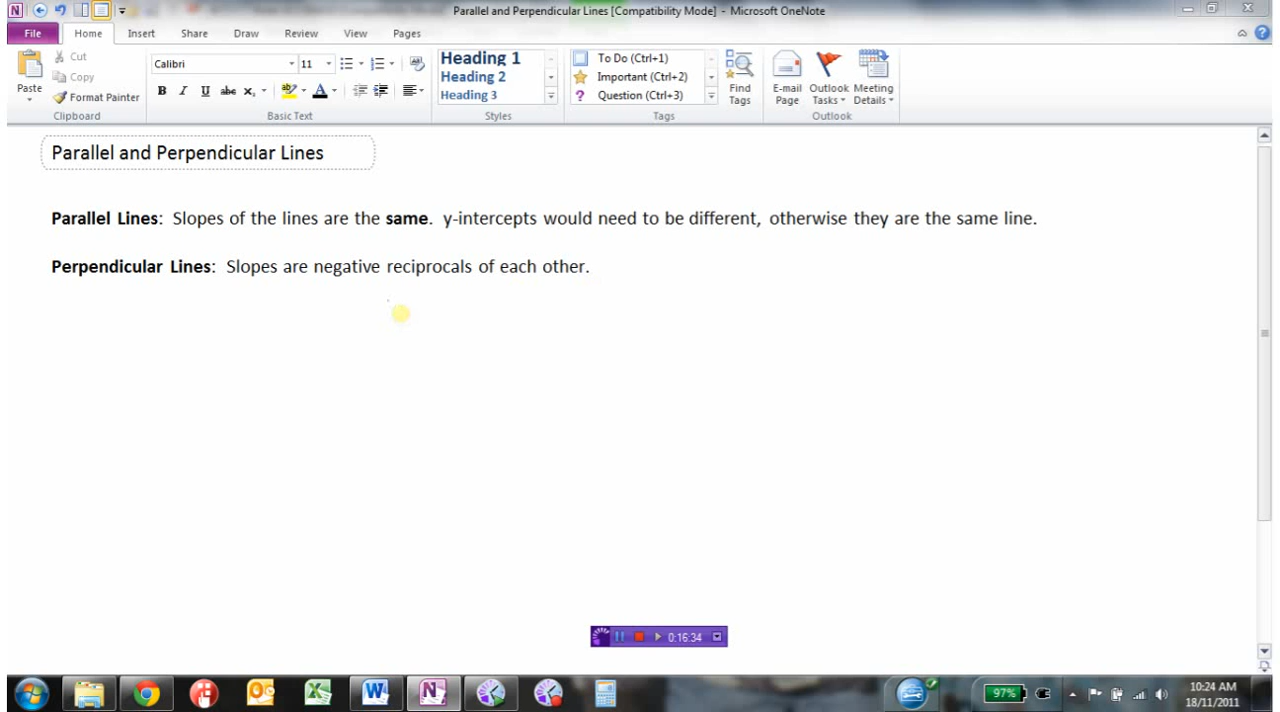 Parallel and Perpendicular Lines [Compatibility Mode] - Microsoft OneNote
File Home Insert Share Draw Review View Pages
Paste
Cut
Copy
Format Painter
Clipboard
Calibri 11
B I U abc x₂ ab A
Basic Text
Heading 1
Heading 2
Heading 3
Styles
To Do (Ctrl+1)
Important (Ctrl+2)
? Question (Ctrl+3)
Find
Tags
Tags
E-mail
Page
Outlook
Tasks
Meeting
Details
Outlook
Parallel and Perpendicular Lines
Parallel Lines: Slopes of the lines are the same. y-intercepts would need to be different, otherwise they are the same line.
Perpendicular Lines: Slopes are negative reciprocals of each other.
0:16:34
97%
10:24 AM
18/11/2011